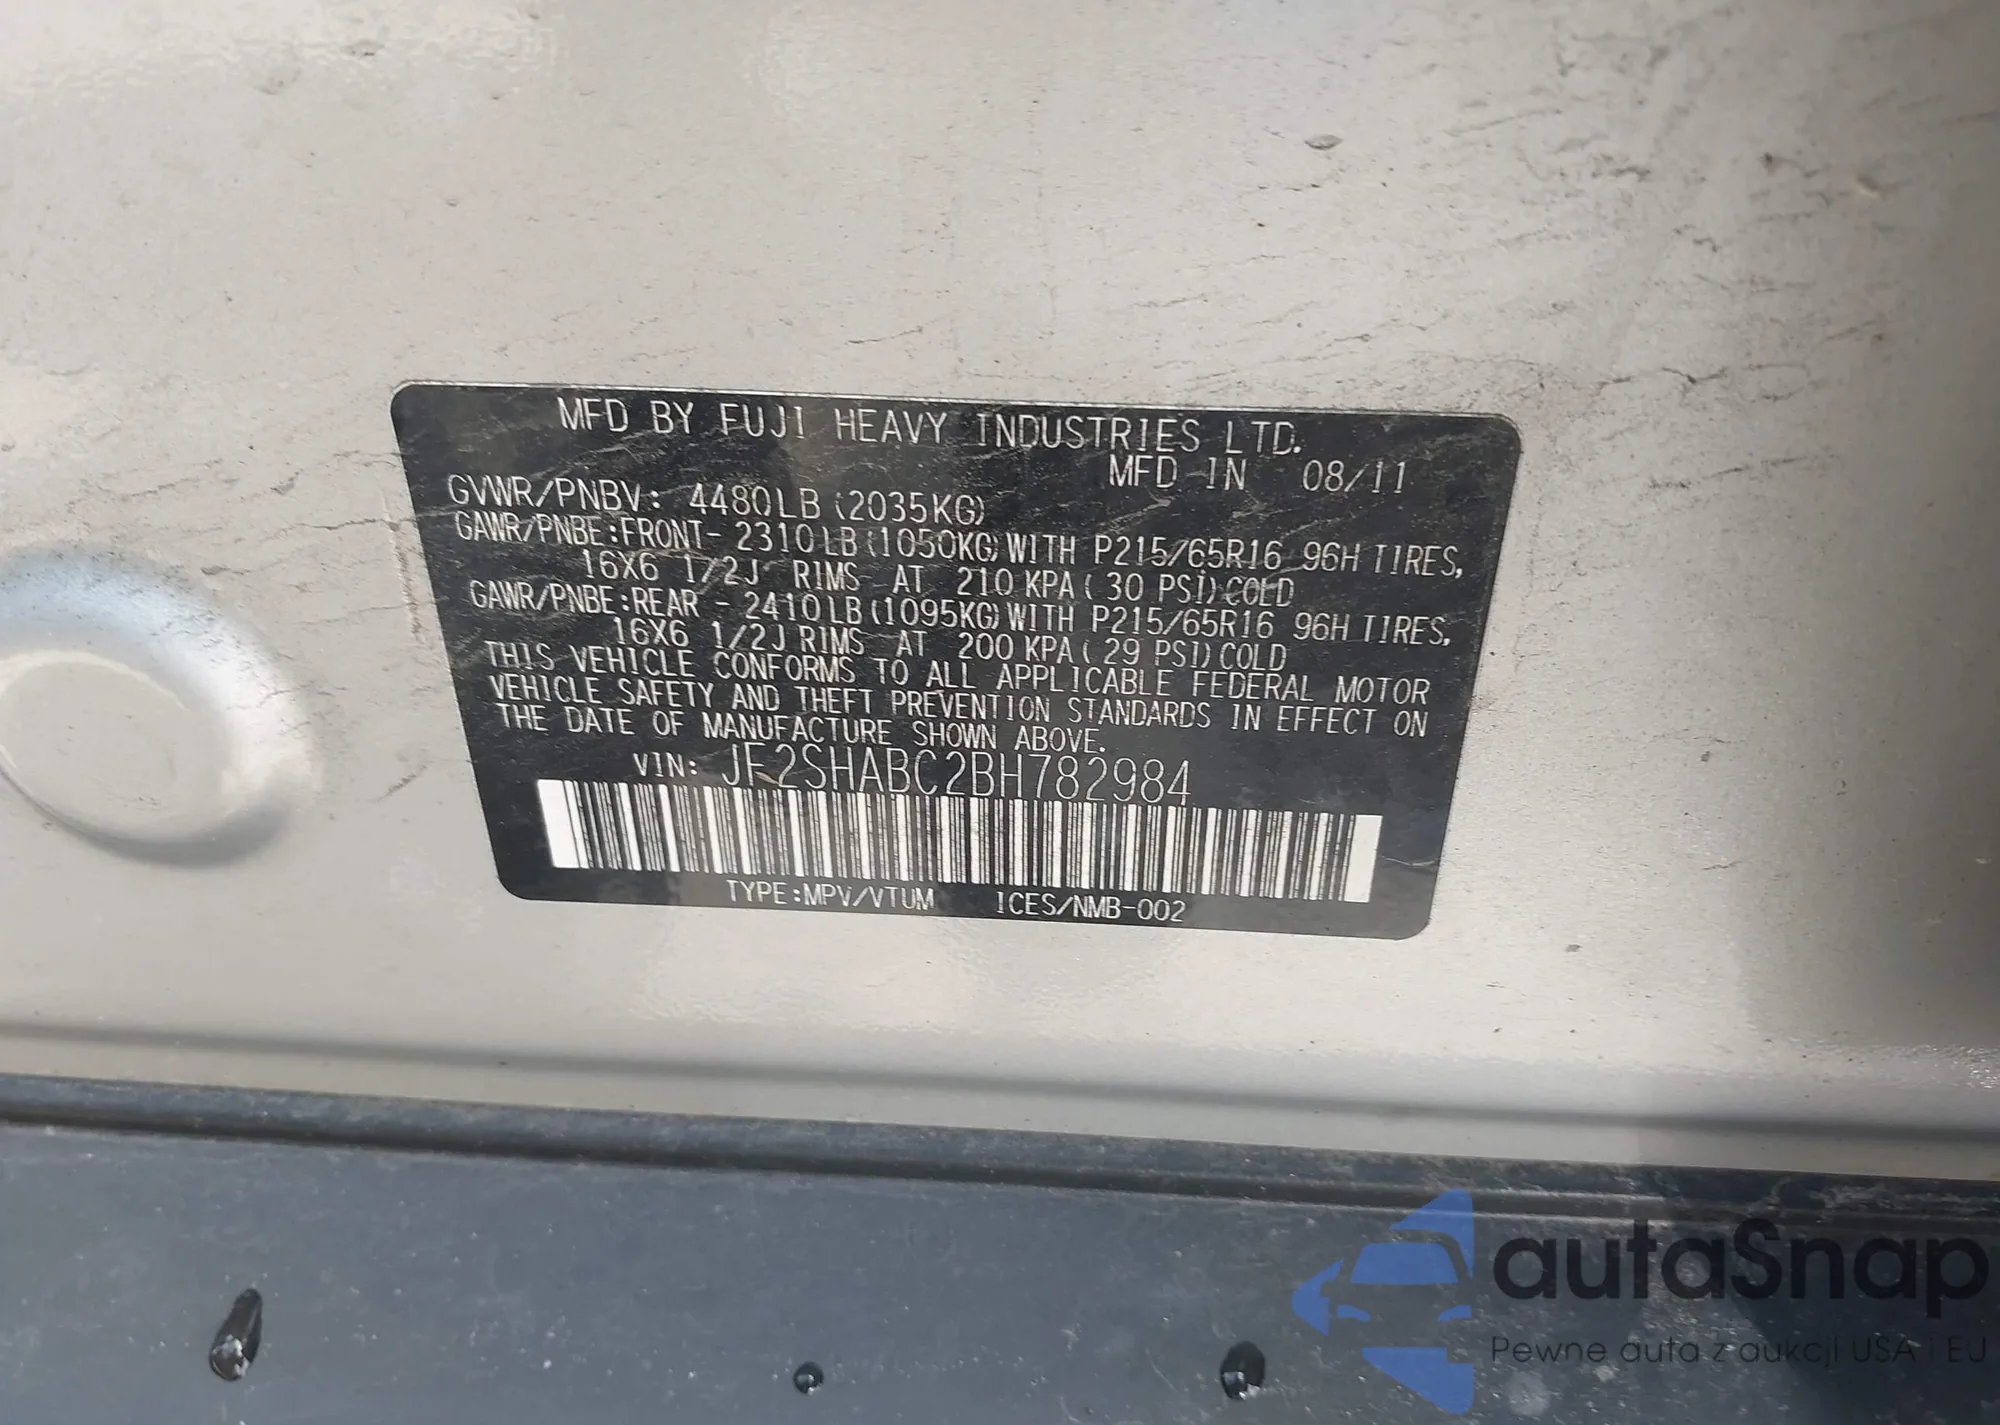 MFD BY FUJI HEAVY INDUSTRIES LTD.
MFD IN 08/11
GVWR/PNBV: 4480LB (2035KG)
GAWR/PNBE:FRONT- 2310LB (1050KG) WITH P215/65R16 96H TIRES,
16X6 1/2J RIMS AT 210 KPA ( 30 PSI) COLD
GAWR/PNBE:REAR - 2410LB (1095KG) WITH P215/65R16 96H TIRES,
16X6 1/2J RIMS AT 200 KPA ( 29 PSI) COLD
THIS VEHICLE CONFORMS TO ALL APPLICABLE FEDERAL MOTOR
VEHICLE SAFETY AND THEFT PREVENTION STANDARDS IN EFFECT ON
THE DATE OF MANUFACTURE SHOWN ABOVE.
VIN: JF2SHABC2BH782984
TYPE:MPV/VTUM ICES/NMB-002
autaSnap
Pewne auta z aukcji USA i EU